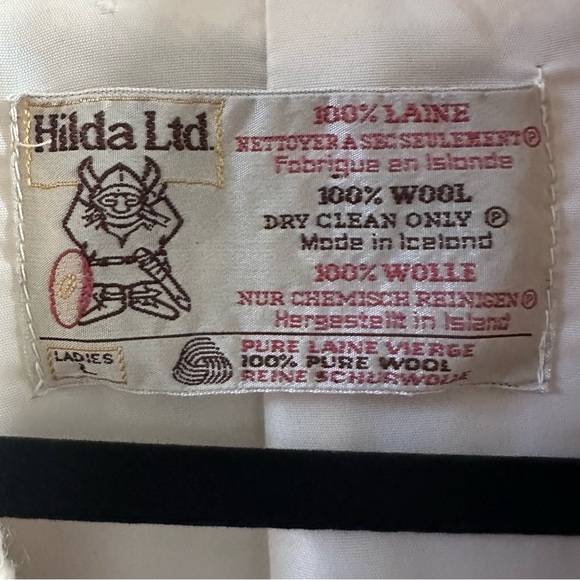 Hilda Ltd.
100% LAINE
NETTOYER A SEC SEULEMENT Ⓟ
Fabrique en Islande
100% WOOL
DRY CLEAN ONLY Ⓟ
Made in Iceland
100% WOLLE
NUR CHEMISCH REINIGEN Ⓟ
Hergestellt in Island
LADIES
L
PURE LAINE VIERGE
100% PURE WOOL
REINE SCHURWOLLE